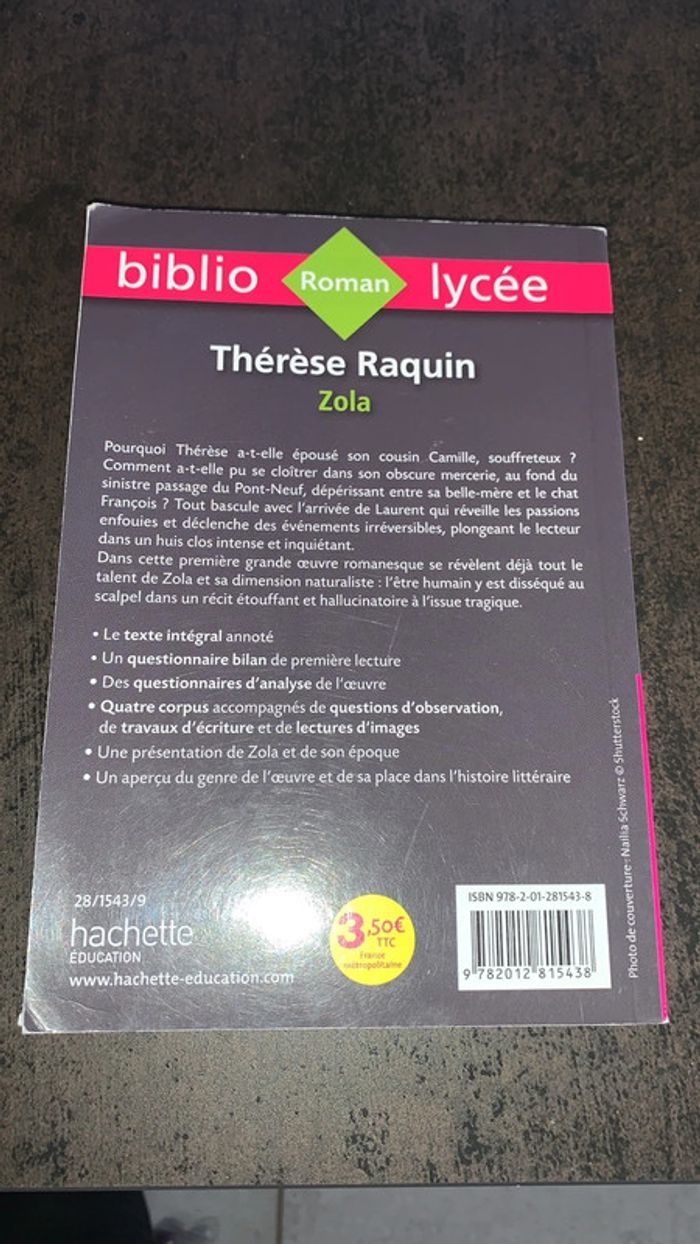 biblio Roman lycée
Thérèse Raquin
Zola
Pourquoi Thérèse a-t-elle épousé son cousin Camille, souffreteux ?
Comment a-t-elle pu se cloîtrer dans son obscure mercerie, au fond du
sinistre passage du Pont-Neuf, dépérissant entre sa belle-mère et le chat
François ? Tout bascule avec l'arrivée de Laurent qui réveille les passions
enfouies et déclenche des événements irréversibles, plongeant le lecteur
dans un huis clos intense et inquiétant.
Dans cette première grande œuvre romanesque se révèlent déjà tout le
talent de Zola et sa dimension naturaliste : l'être humain y est disséqué au
scalpel dans un récit étouffant et hallucinatoire à l'issue tragique.
• Le texte intégral annoté
• Un questionnaire bilan de première lecture
• Des questionnaires d'analyse de l'œuvre
• Quatre corpus accompagnés de questions d'observation,
de travaux d'écriture et de lectures d'images
• Une présentation de Zola et de son époque
• Un aperçu du genre de l'œuvre et de sa place dans l'histoire littéraire
Photo de couverture : Nailia Schwarz © Shutterstock
28/1543/9
hachette
ÉDUCATION
www.hachette-education.com
3,50€
TTC
France
métropolitaine
ISBN 978-2-01-281543-8
9 782012 815438